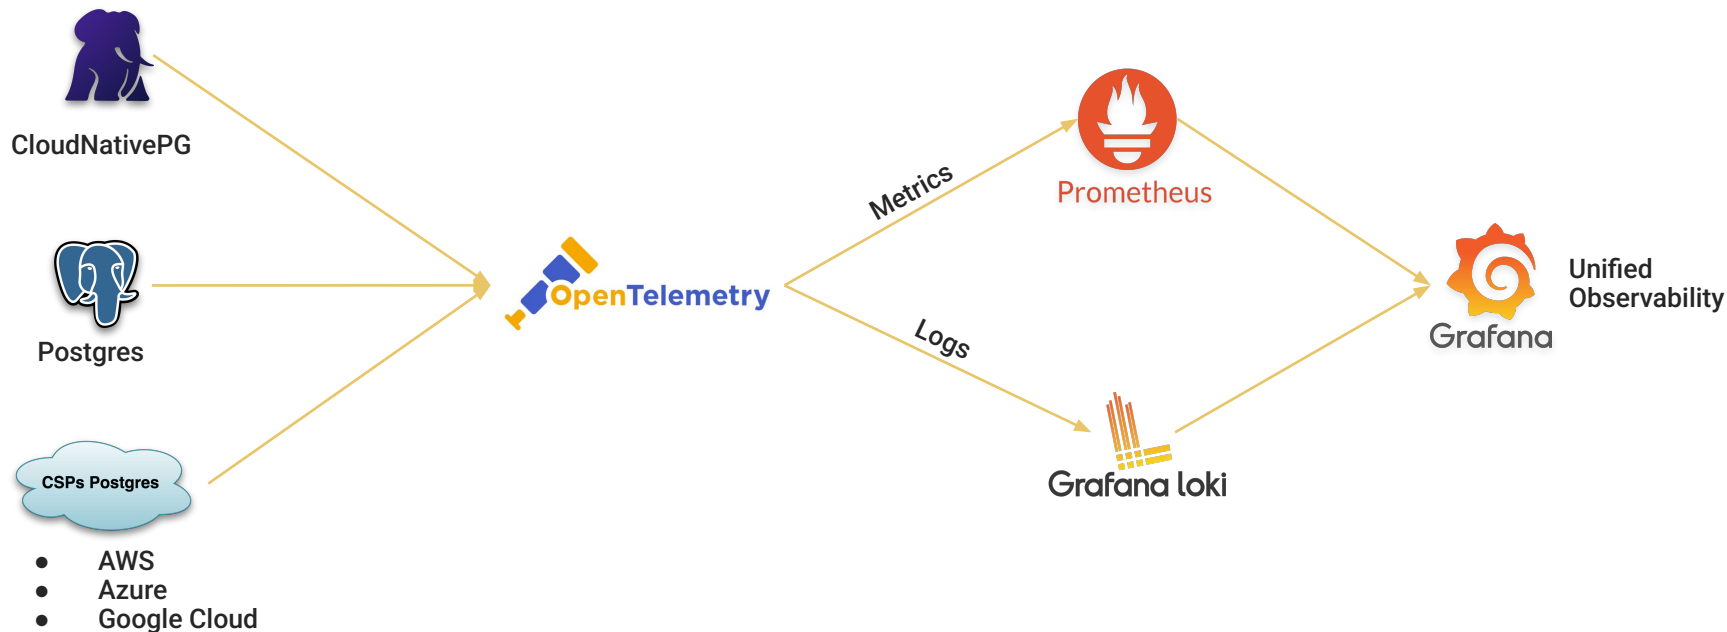 CloudNativePG
Postgres
CSPs Postgres
● AWS
● Azure
● Google Cloud
OpenTelemetry
Metrics
Logs
Prometheus
Grafana loki
Grafana
Unified
Observability